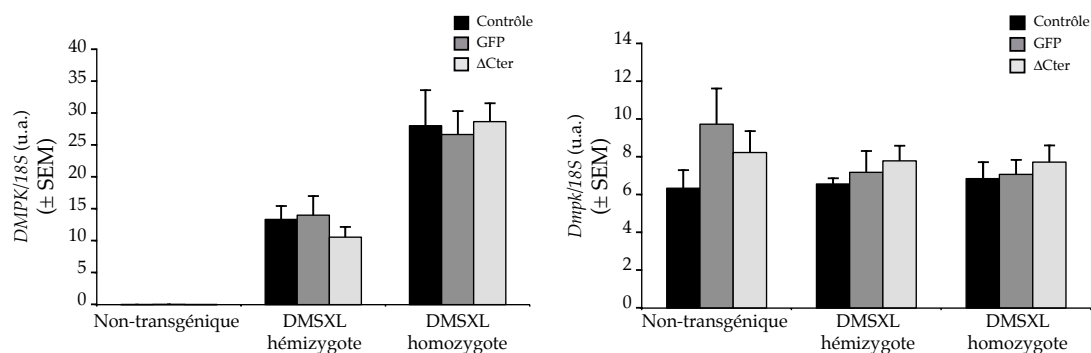 Contrôle
GFP
ΔCter
40
35
30
25
20
15
10
5
0
DMPK/18S (u.a.)
(± SEM)
Non-transgénique
DMSXL
hémizygote
DMSXL
homozygote
Contrôle
GFP
ΔCter
14
12
10
8
6
4
2
0
Dmpk/18S (u.a.)
(± SEM)
Non-transgénique
DMSXL
hémizygote
DMSXL
homozygote